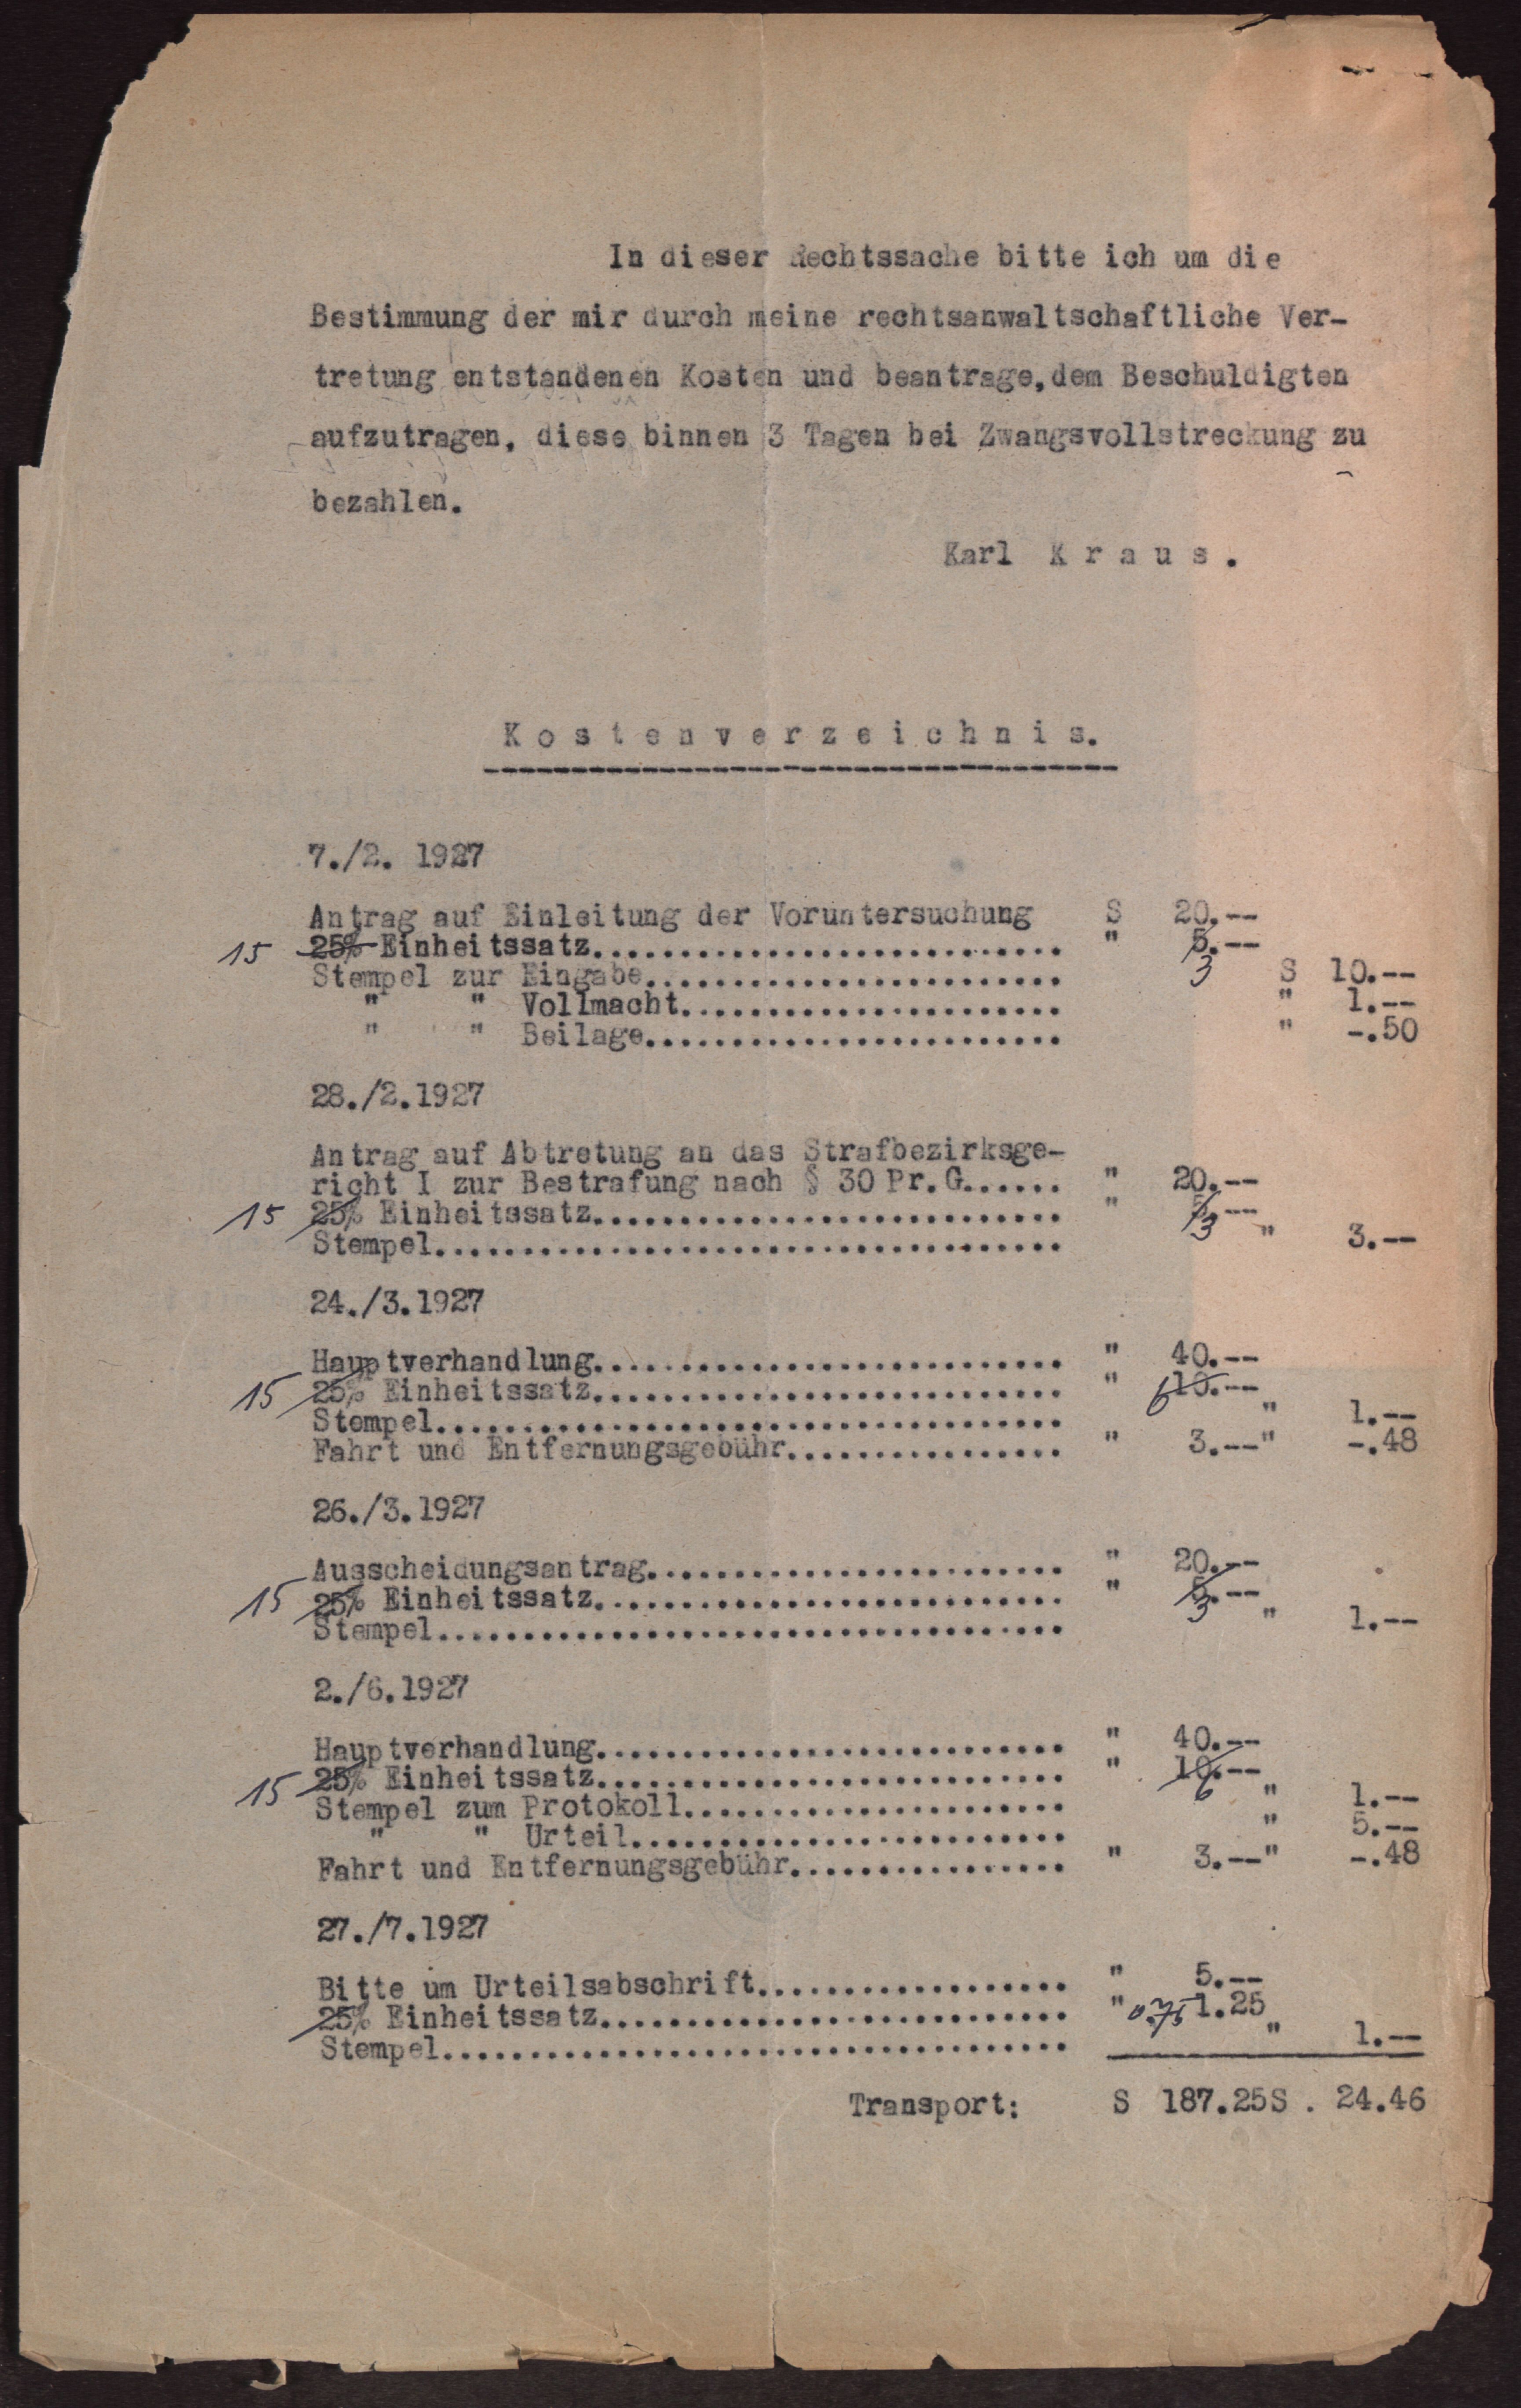 In dieser Rechtssache bitte ich um die
Bestimmung der mir durch meine rechtsanwaltschaftliche Ver-
tretung entstandenen Kosten und beantrage, dem Beschuldigten
aufzutragen, diese binnen 3 Tagen bei Zwangsvollstreckung zu
bezahlen.
Karl K r a u s .
K o s t e n v e r z e i c h n i s.
7./2. 1927
Antrag auf Einleitung der Voruntersuchung S 20.--
15 25% Einheitssatz........................... " 5.--
Stempel zur Eingabe........................ 3 S 10.--
" " Vollmacht...................... " 1.--
" " Beilage........................ " -.50
28./2.1927
Antrag auf Abtretung an das Strafbezirksge-
richt I zur Bestrafung nach § 30 Pr.G...... " 20.--
15 25% Einheitssatz........................... " 5.--
Stempel.................................... 3 " 3.--
24./3.1927
Hauptverhandlung........................... " 40.--
15 25% Einheitssatz........................... " 6 10.--
Stempel.................................... " 1.--
Fahrt und Entfernungsgebühr................ " 3.--" -.48
26./3.1927
Ausscheidungsantrag........................ " 20.--
15 25% Einheitssatz........................... " 5.--
Stempel.................................... 3 " 1.--
2./6.1927
Hauptverhandlung........................... " 40.--
15 25% Einheitssatz........................... " 10.--
Stempel zum Protokoll...................... 6 " 1.--
" " Urteil......................... " 5.--
Fahrt und Entfernungsgebühr................ " 3.--" -.48
27./7.1927
Bitte um Urteilsabschrift.................. " 5.--
25% Einheitssatz........................... " 0.75 1.25
Stempel.................................... " 1.--
Transport: S 187.25S . 24.46